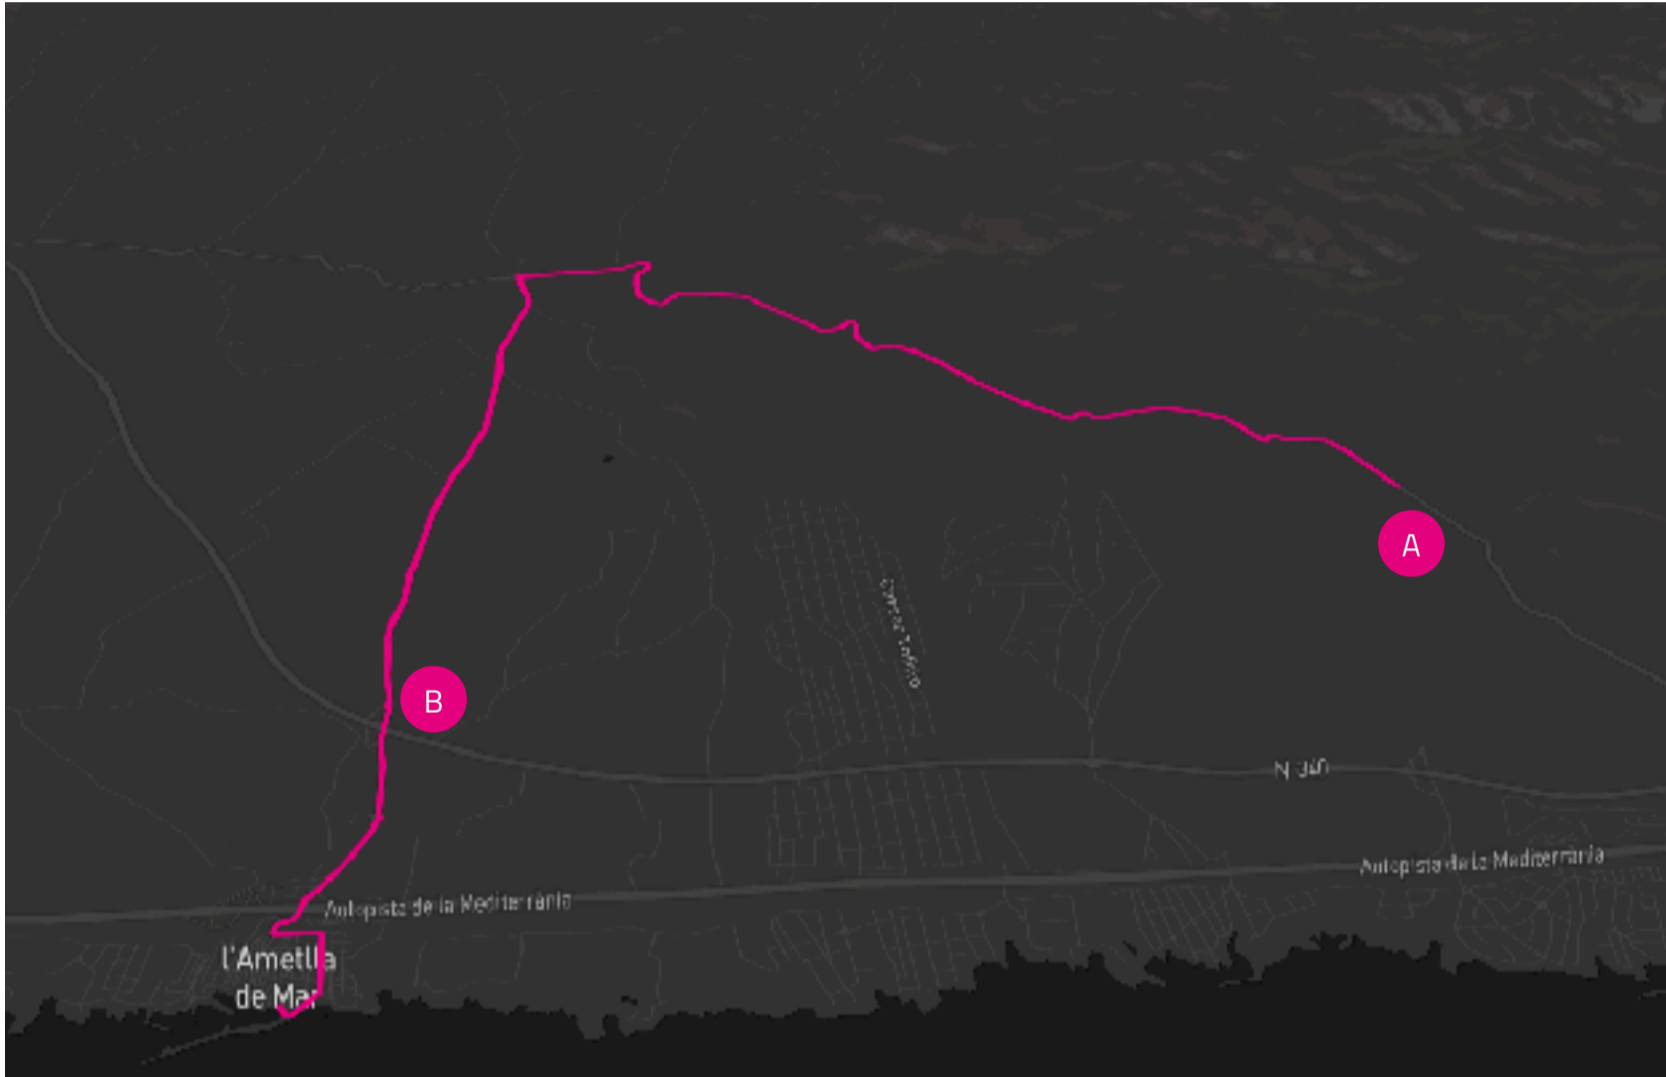 A
B
N-340
Autopista de la Mediterrània
Autopista de la Mediterrània
l'Ametlla
de Mar